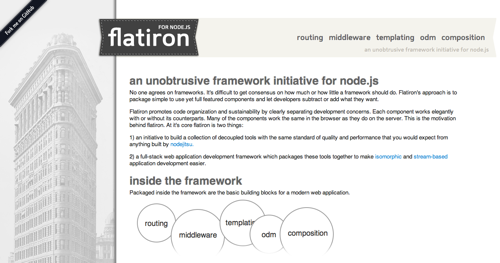 Fork me on GitHub
FOR NODE.JS
flatiron
routing middleware templating odm composition
an unobtrusive framework initiative for node.js
an unobtrusive framework initiative for node.js
No one agrees on frameworks. It's difficult to get consensus on how much or how little a framework should do. Flatiron's approach is to
package simple to use yet full featured components and let developers subtract or add what they want.
Flatiron promotes code organization and sustainability by clearly separating development concerns. Each component works elegantly
with or without its counterparts. Many of the components work the same in the browser as they do on the server. This is the motivation
behind flatiron. At it's core flatiron is two things:
1) an initiative to build a collection of decoupled tools with the same standard of quality and performance that you would expect from
anything built by nodejitsu.
2) a full-stack web application development framework which packages these tools together to make isomorphic and stream-based
application development easier.
inside the framework
Packaged inside the framework are the basic building blocks for a modern web application.
routing
middleware
templatin
odm
composition